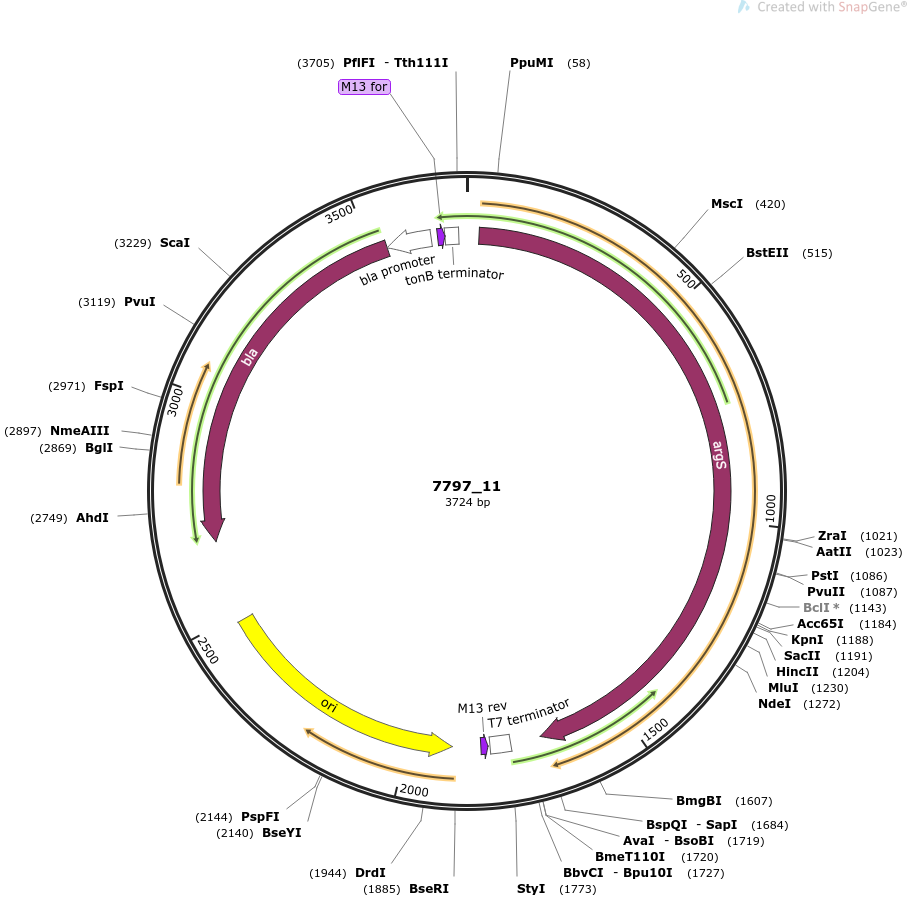 Created with SnapGene®
(3705) PflFI - Tth111I
PpuMI (58)
M13 for
MscI (420)
BstEII (515)
(3229) ScaI
(3119) PvuI
(2971) FspI
(2897) NmeAIII
(2869) BglI
(2749) AhdI
3500
500
3000
1000
2500
1500
2000
bla promoter
tonB terminator
bla
argS
7797_11
3724 bp
ZraI (1021)
AatII (1023)
PstI (1086)
PvuII (1087)
BclI * (1143)
Acc65I (1184)
KpnI (1188)
SacII (1191)
HincII (1204)
MluI (1230)
NdeI (1272)
ori
M13 rev
T7 terminator
BmgBI (1607)
BspQI - SapI (1684)
AvaI - BsoBI (1719)
BmeT110I (1720)
BbvCI - Bpu10I (1727)
StyI (1773)
(2144) PspFI
(2140) BseYI
(1944) DrdI
(1885) BseRI